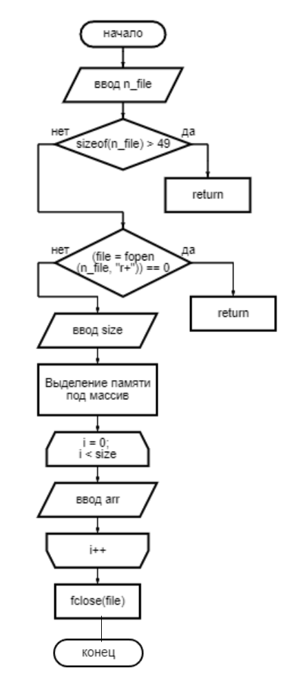 начало
ввод n_file
нет
да
sizeof(n_file) > 49
return
нет
да
(file = fopen
(n_file, "r+")) == 0
return
ввод size
Выделение памяти
под массив
i = 0;
i < size
ввод arr
i++
fclose(file)
конец